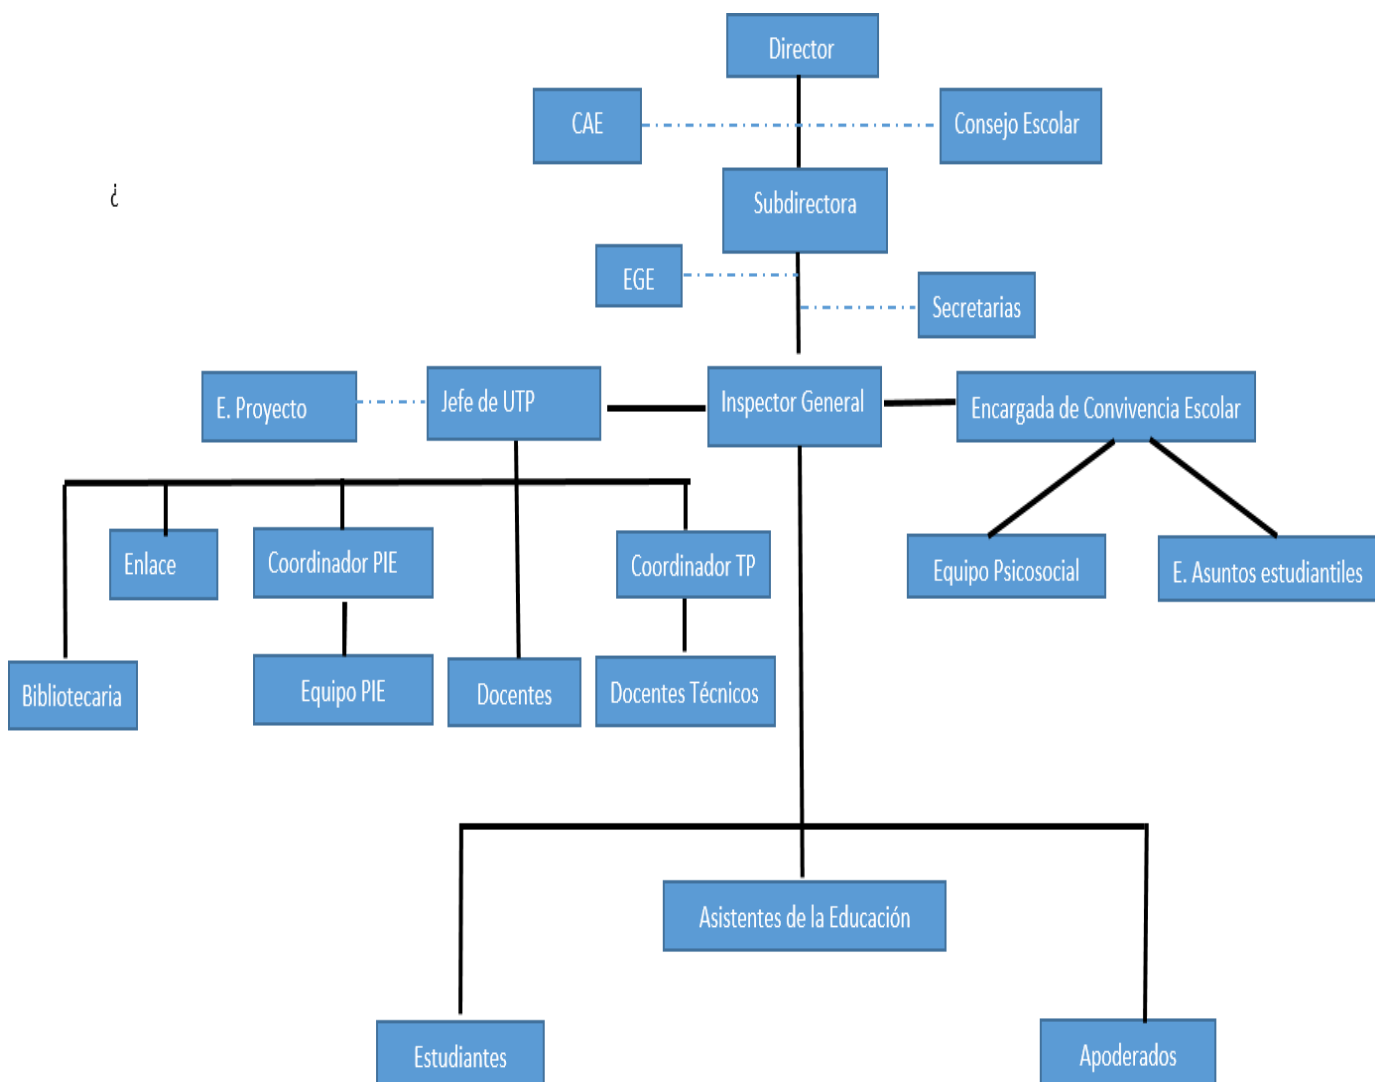 Director
CAE
Consejo Escolar
¿
Subdirectora
EGE
Secretarias
E. Proyecto
Jefe de UTP
Inspector General
Encargada de Convivencia Escolar
Enlace
Coordinador PIE
Coordinador TP
Equipo Psicosocial
E. Asuntos estudiantiles
Bibliotecaria
Equipo PIE
Docentes
Docentes Técnicos
Asistentes de la Educación
Estudiantes
Apoderados